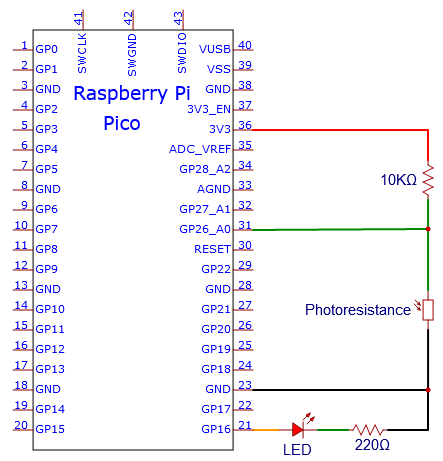 41 42 43
SWCLK SWGND SWDIO
1 GP0 VUSB 40
2 GP1 VSS 39
3 GND GND 38
Raspberry Pi
4 GP2 3V3_EN 37
Pico
5 GP3 3V3 36
6 GP4 ADC_VREF 35
7 GP5 GP28_A2 34
10KΩ
8 GND AGND 33
9 GP6 GP27_A1 32
10 GP7 GP26_A0 31
11 GP8 RESET 30
12 GP9 GP22 29
13 GND GND 28
14 GP10 GP21 27
Photoresistance
15 GP11 GP20 26
16 GP12 GP19 25
17 GP13 GP18 24
18 GND GND 23
19 GP14 GP17 22
20 GP15 GP16 21
LED 220Ω